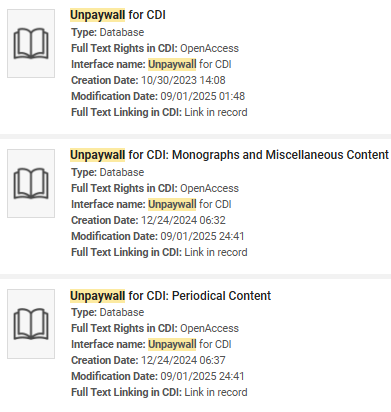 Unpaywall for CDI
Type: Database
Full Text Rights in CDI: OpenAccess
Interface name: Unpaywall for CDI
Creation Date: 10/30/2023 14:08
Modification Date: 09/01/2025 01:48
Full Text Linking in CDI: Link in record
Unpaywall for CDI: Monographs and Miscellaneous Content
Type: Database
Full Text Rights in CDI: OpenAccess
Interface name: Unpaywall for CDI
Creation Date: 12/24/2024 06:32
Modification Date: 09/01/2025 24:41
Full Text Linking in CDI: Link in record
Unpaywall for CDI: Periodical Content
Type: Database
Full Text Rights in CDI: OpenAccess
Interface name: Unpaywall for CDI
Creation Date: 12/24/2024 06:37
Modification Date: 09/01/2025 24:41
Full Text Linking in CDI: Link in record